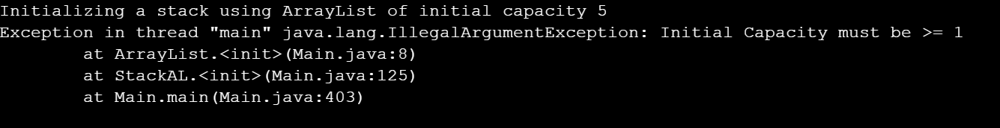 Initializing a stack using ArrayList of initial capacity 5
Exception in thread "main" java.lang.IllegalArgumentException: Initial Capacity must be >= 1
        at ArrayList.<init>(Main.java:8)
        at StackAL.<init>(Main.java:125)
        at Main.main(Main.java:403)